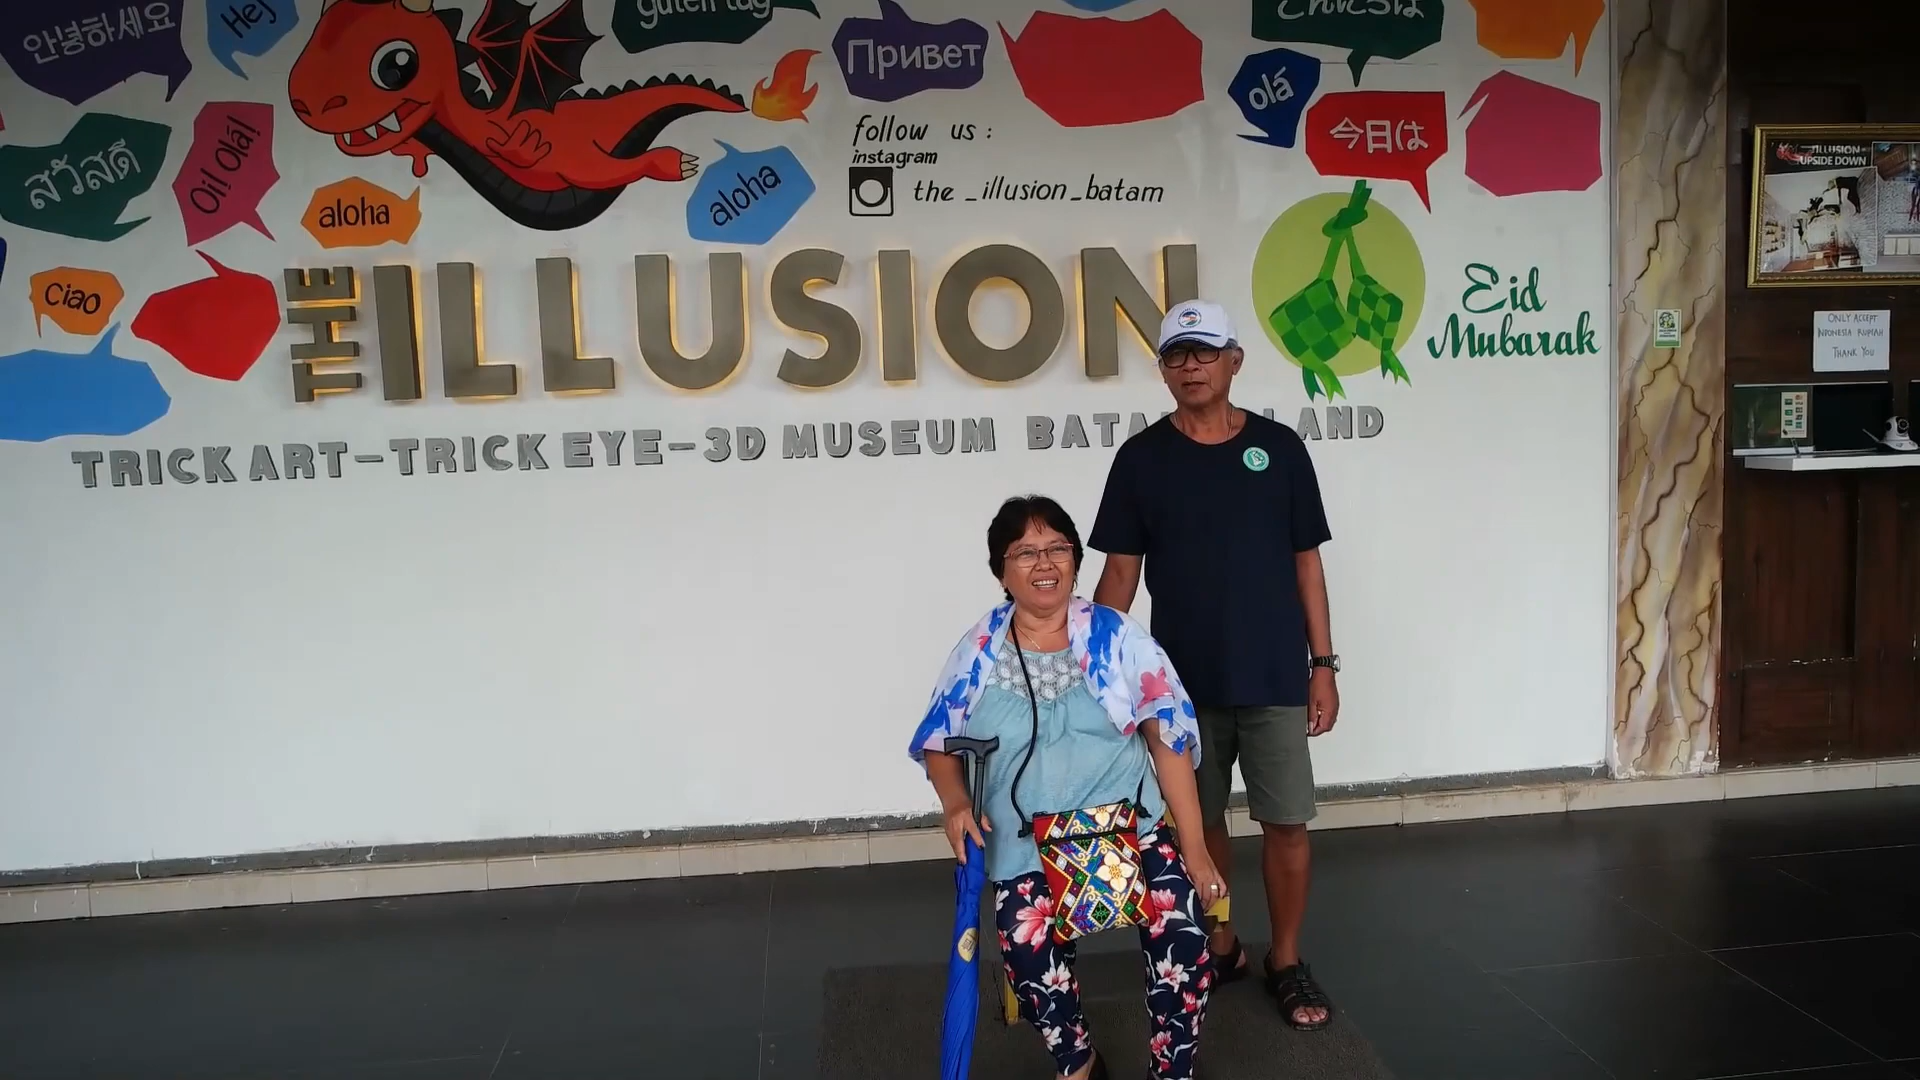 안녕하세요
Hej
guten tag
Привет
こんにちは
olá
今日は
สวัสดี
Oi! Olá!
aloha
aloha
Ciao
follow us :
instagram
the _illusion_batam
THE ILLUSION
TRICK ART-TRICK EYE-3D MUSEUM BATA LAND
Eid
Mubarak
ILLUSION
UPSIDE DOWN
ONLY ACCEPT
INDONESIA RUPIAH
THANK YOU